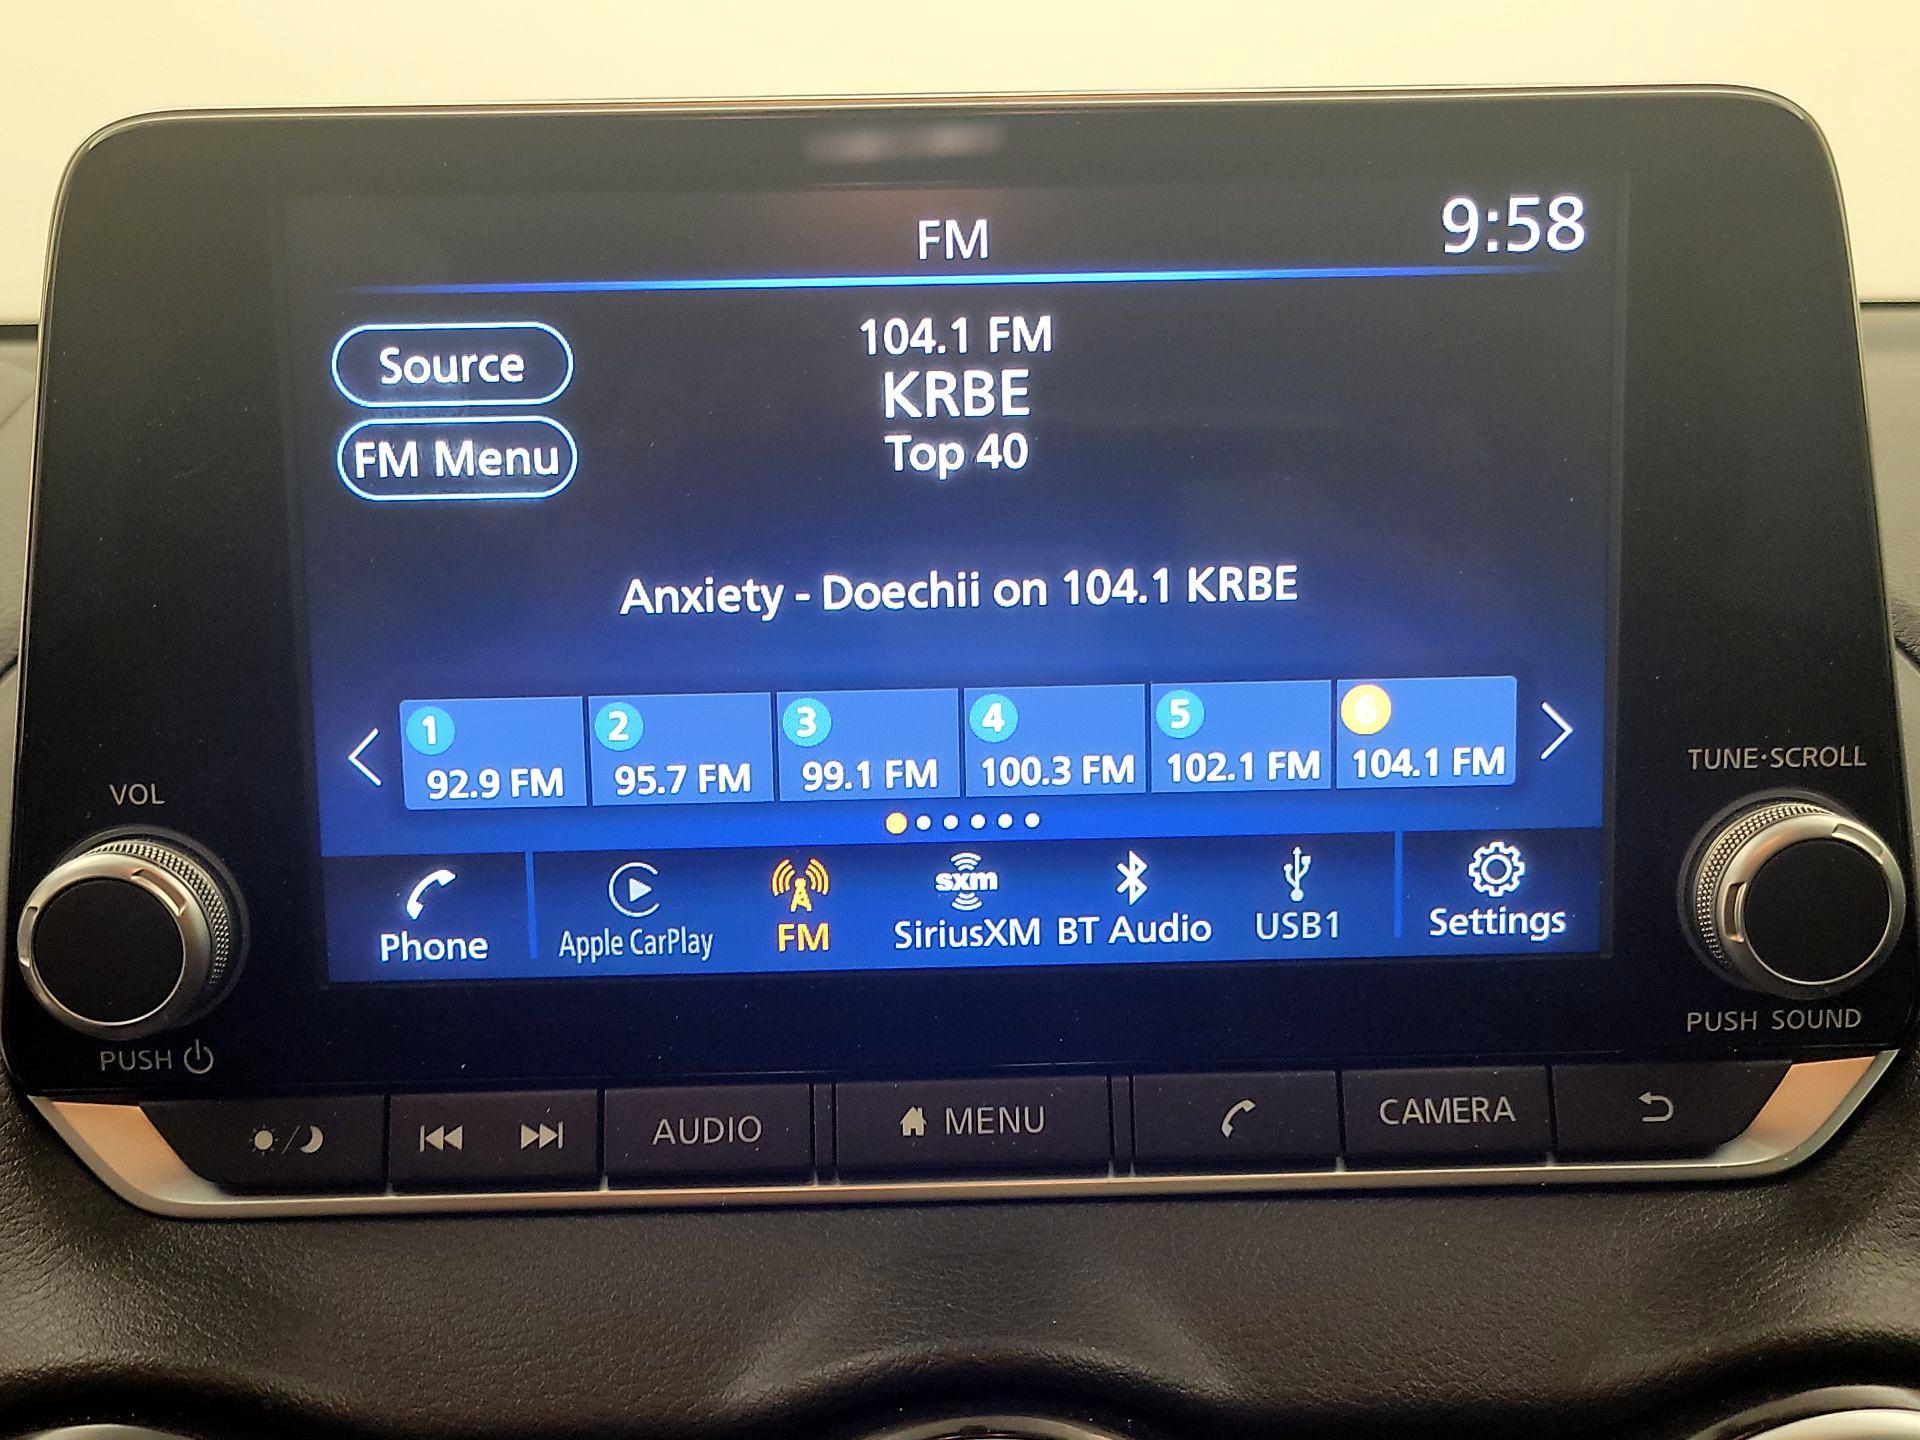 FM
9:58
Source
104.1 FM
KRBE
FM Menu
Top 40
Anxiety - Doechii on 104.1 KRBE
1 2 3 4 5 6
92.9 FM 95.7 FM 99.1 FM 100.3 FM 102.1 FM 104.1 FM
VOL
TUNE·SCROLL
sxm
Phone Apple CarPlay FM SiriusXM BT Audio USB1 Settings
PUSH
PUSH SOUND
AUDIO MENU CAMERA